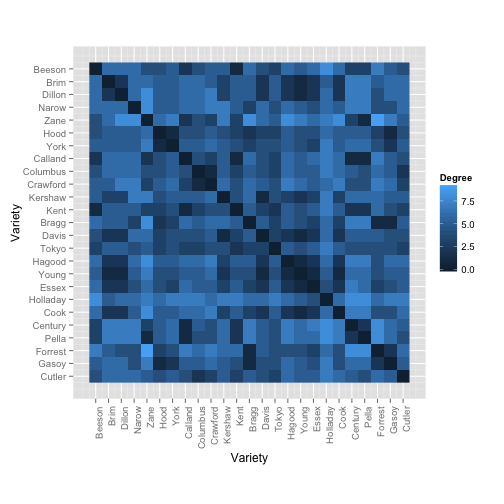 Beeson
Brim
Dillon
Narow
Zane
Hood
York
Calland
Columbus
Crawford
Kershaw
Kent
Bragg
Davis
Tokyo
Hagood
Young
Essex
Holladay
Cook
Century
Pella
Forrest
Gasoy
Cutler
Variety
Beeson
Brim
Dillon
Narow
Zane
Hood
York
Calland
Columbus
Crawford
Kershaw
Kent
Bragg
Davis
Tokyo
Hagood
Young
Essex
Holladay
Cook
Century
Pella
Forrest
Gasoy
Cutler
Variety
Degree
7.5
5.0
2.5
0.0